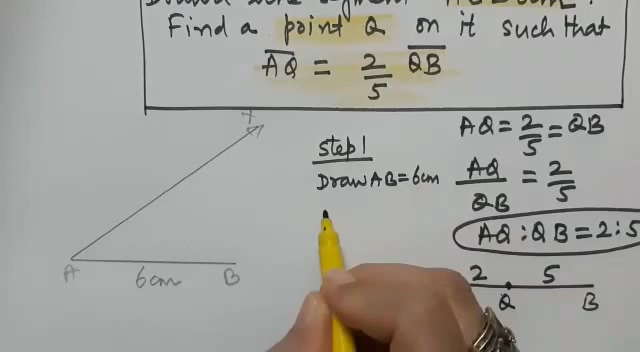 Find a point Q on it such that
AQ = 2/5 QB
x
A
6cm
B
Step 1
Draw AB = 6cm
AQ = 2/5 = QB
AQ/QB = 2/5
AQ : QB = 2:5
2 5
Q B